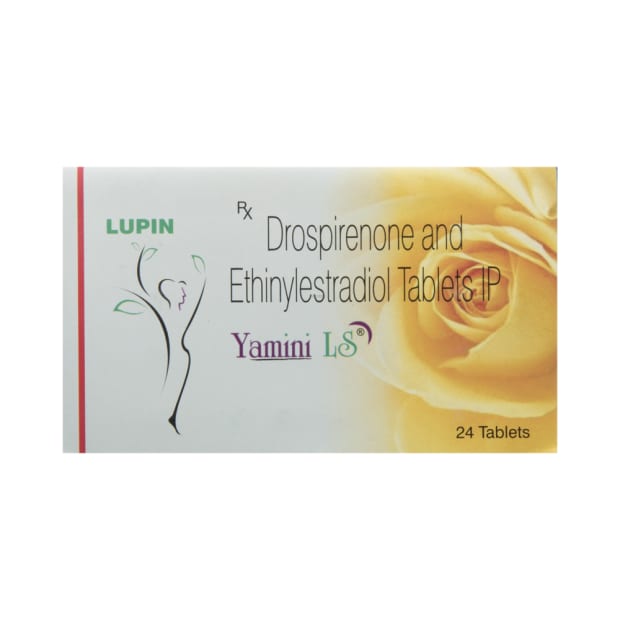 LUPIN
Rx Drospirenone and
Ethinylestradiol Tablets IP
Yamini LS®
24 Tablets